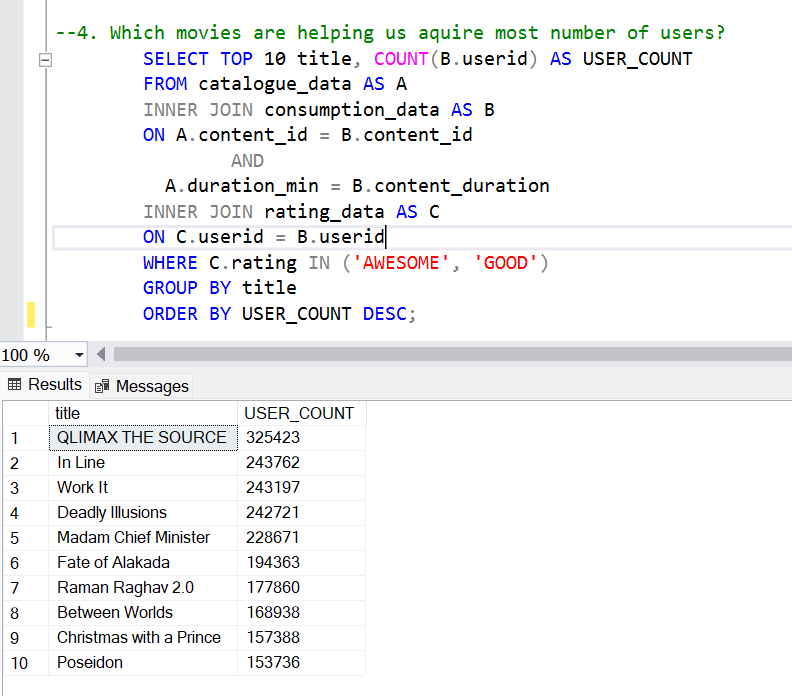 --4. Which movies are helping us aquire most number of users?
SELECT TOP 10 title, COUNT(B.userid) AS USER_COUNT
FROM catalogue_data AS A
INNER JOIN consumption_data AS B
ON A.content_id = B.content_id
AND
A.duration_min = B.content_duration
INNER JOIN rating_data AS C
ON C.userid = B.userid
WHERE C.rating IN ('AWESOME', 'GOOD')
GROUP BY title
ORDER BY USER_COUNT DESC;
100 %
Results Messages
title USER_COUNT
1 QLIMAX THE SOURCE 325423
2 In Line 243762
3 Work It 243197
4 Deadly Illusions 242721
5 Madam Chief Minister 228671
6 Fate of Alakada 194363
7 Raman Raghav 2.0 177860
8 Between Worlds 168938
9 Christmas with a Prince 157388
10 Poseidon 153736